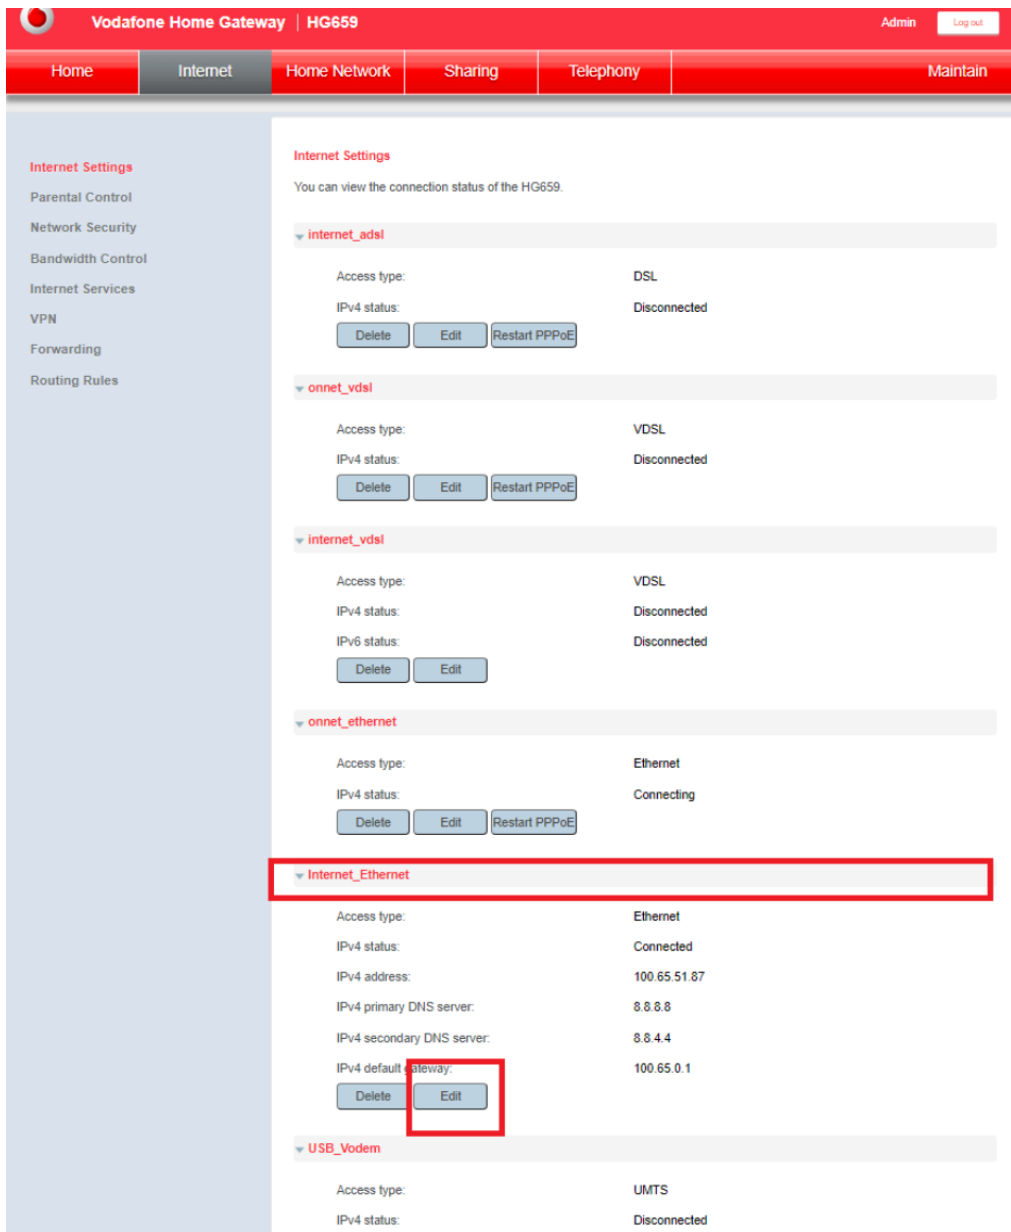 Vodafone Home Gateway | HG659 Admin Log out
Home Internet Home Network Sharing Telephony Maintain
Internet Settings
Parental Control
Network Security
Bandwidth Control
Internet Services
VPN
Forwarding
Routing Rules
Internet Settings
You can view the connection status of the HG659.
internet_adsl
Access type: DSL
IPv4 status: Disconnected
Delete Edit Restart PPPoE
onnet_vdsl
Access type: VDSL
IPv4 status: Disconnected
Delete Edit Restart PPPoE
internet_vdsl
Access type: VDSL
IPv4 status: Disconnected
IPv6 status: Disconnected
Delete Edit
onnet_ethernet
Access type: Ethernet
IPv4 status: Connecting
Delete Edit Restart PPPoE
Internet_Ethernet
Access type: Ethernet
IPv4 status: Connected
IPv4 address: 100.65.51.87
IPv4 primary DNS server: 8.8.8.8
IPv4 secondary DNS server: 8.8.4.4
IPv4 default gateway: 100.65.0.1
Delete Edit
USB_Vodem
Access type: UMTS
IPv4 status: Disconnected